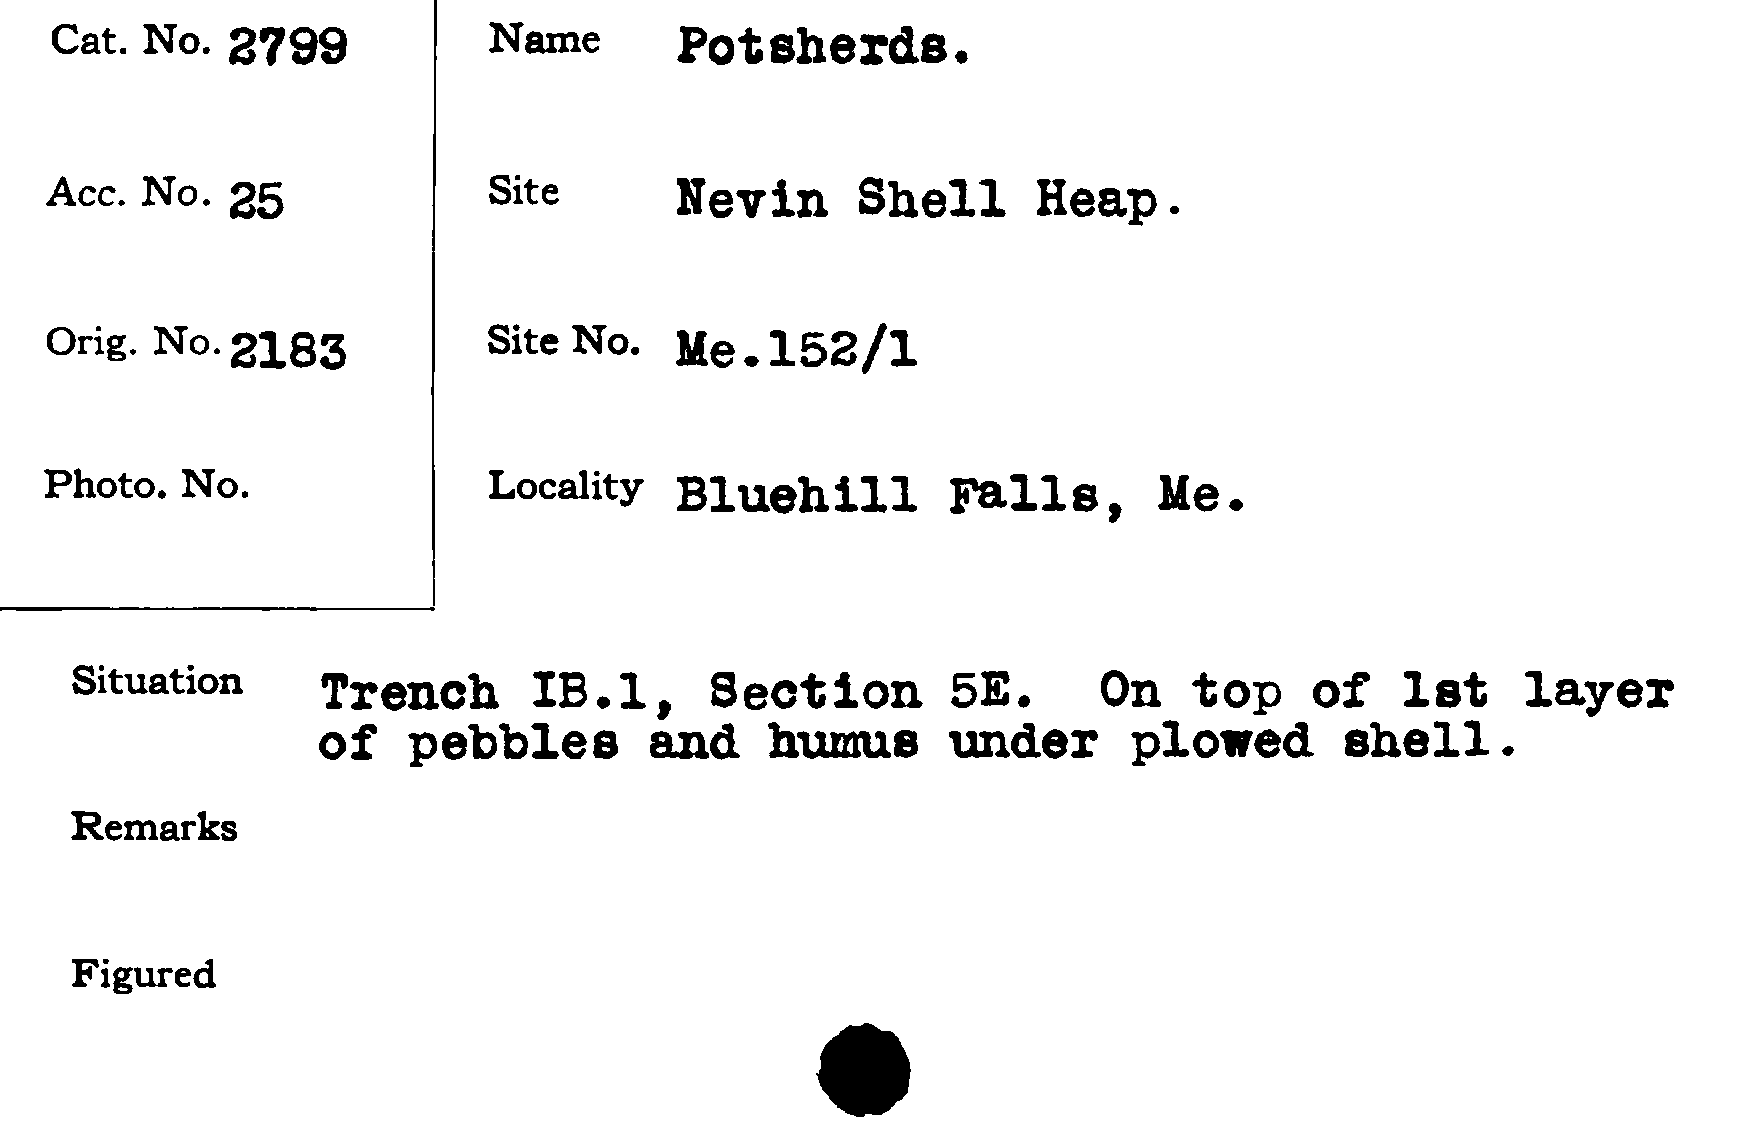 Cat. No. 2799
Name Potsherds.
Acc. No. 25
Site Nevin Shell Heap.
Orig. No. 2183
Site No. Me.152/1
Photo. No.
Locality Bluehill Falls, Me.
Situation Trench IB.1, Section 5E. On top of 1st layer
of pebbles and humus under plowed shell.
Remarks
Figured